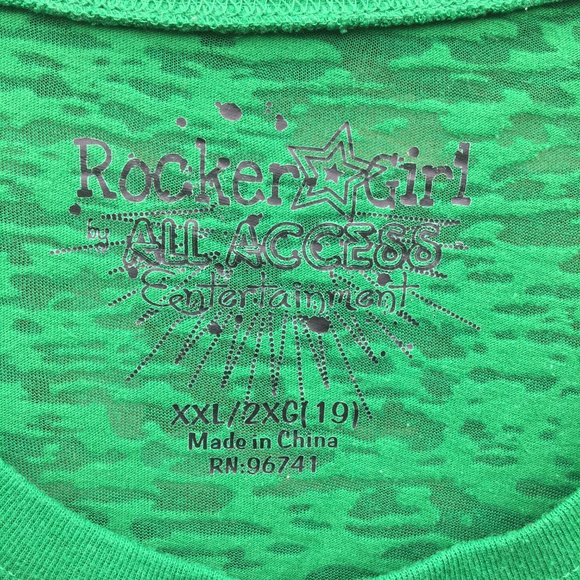 Rocker Girl
by ALL ACCESS
Entertainment
XXL/2XG(19)
Made in China
RN:96741